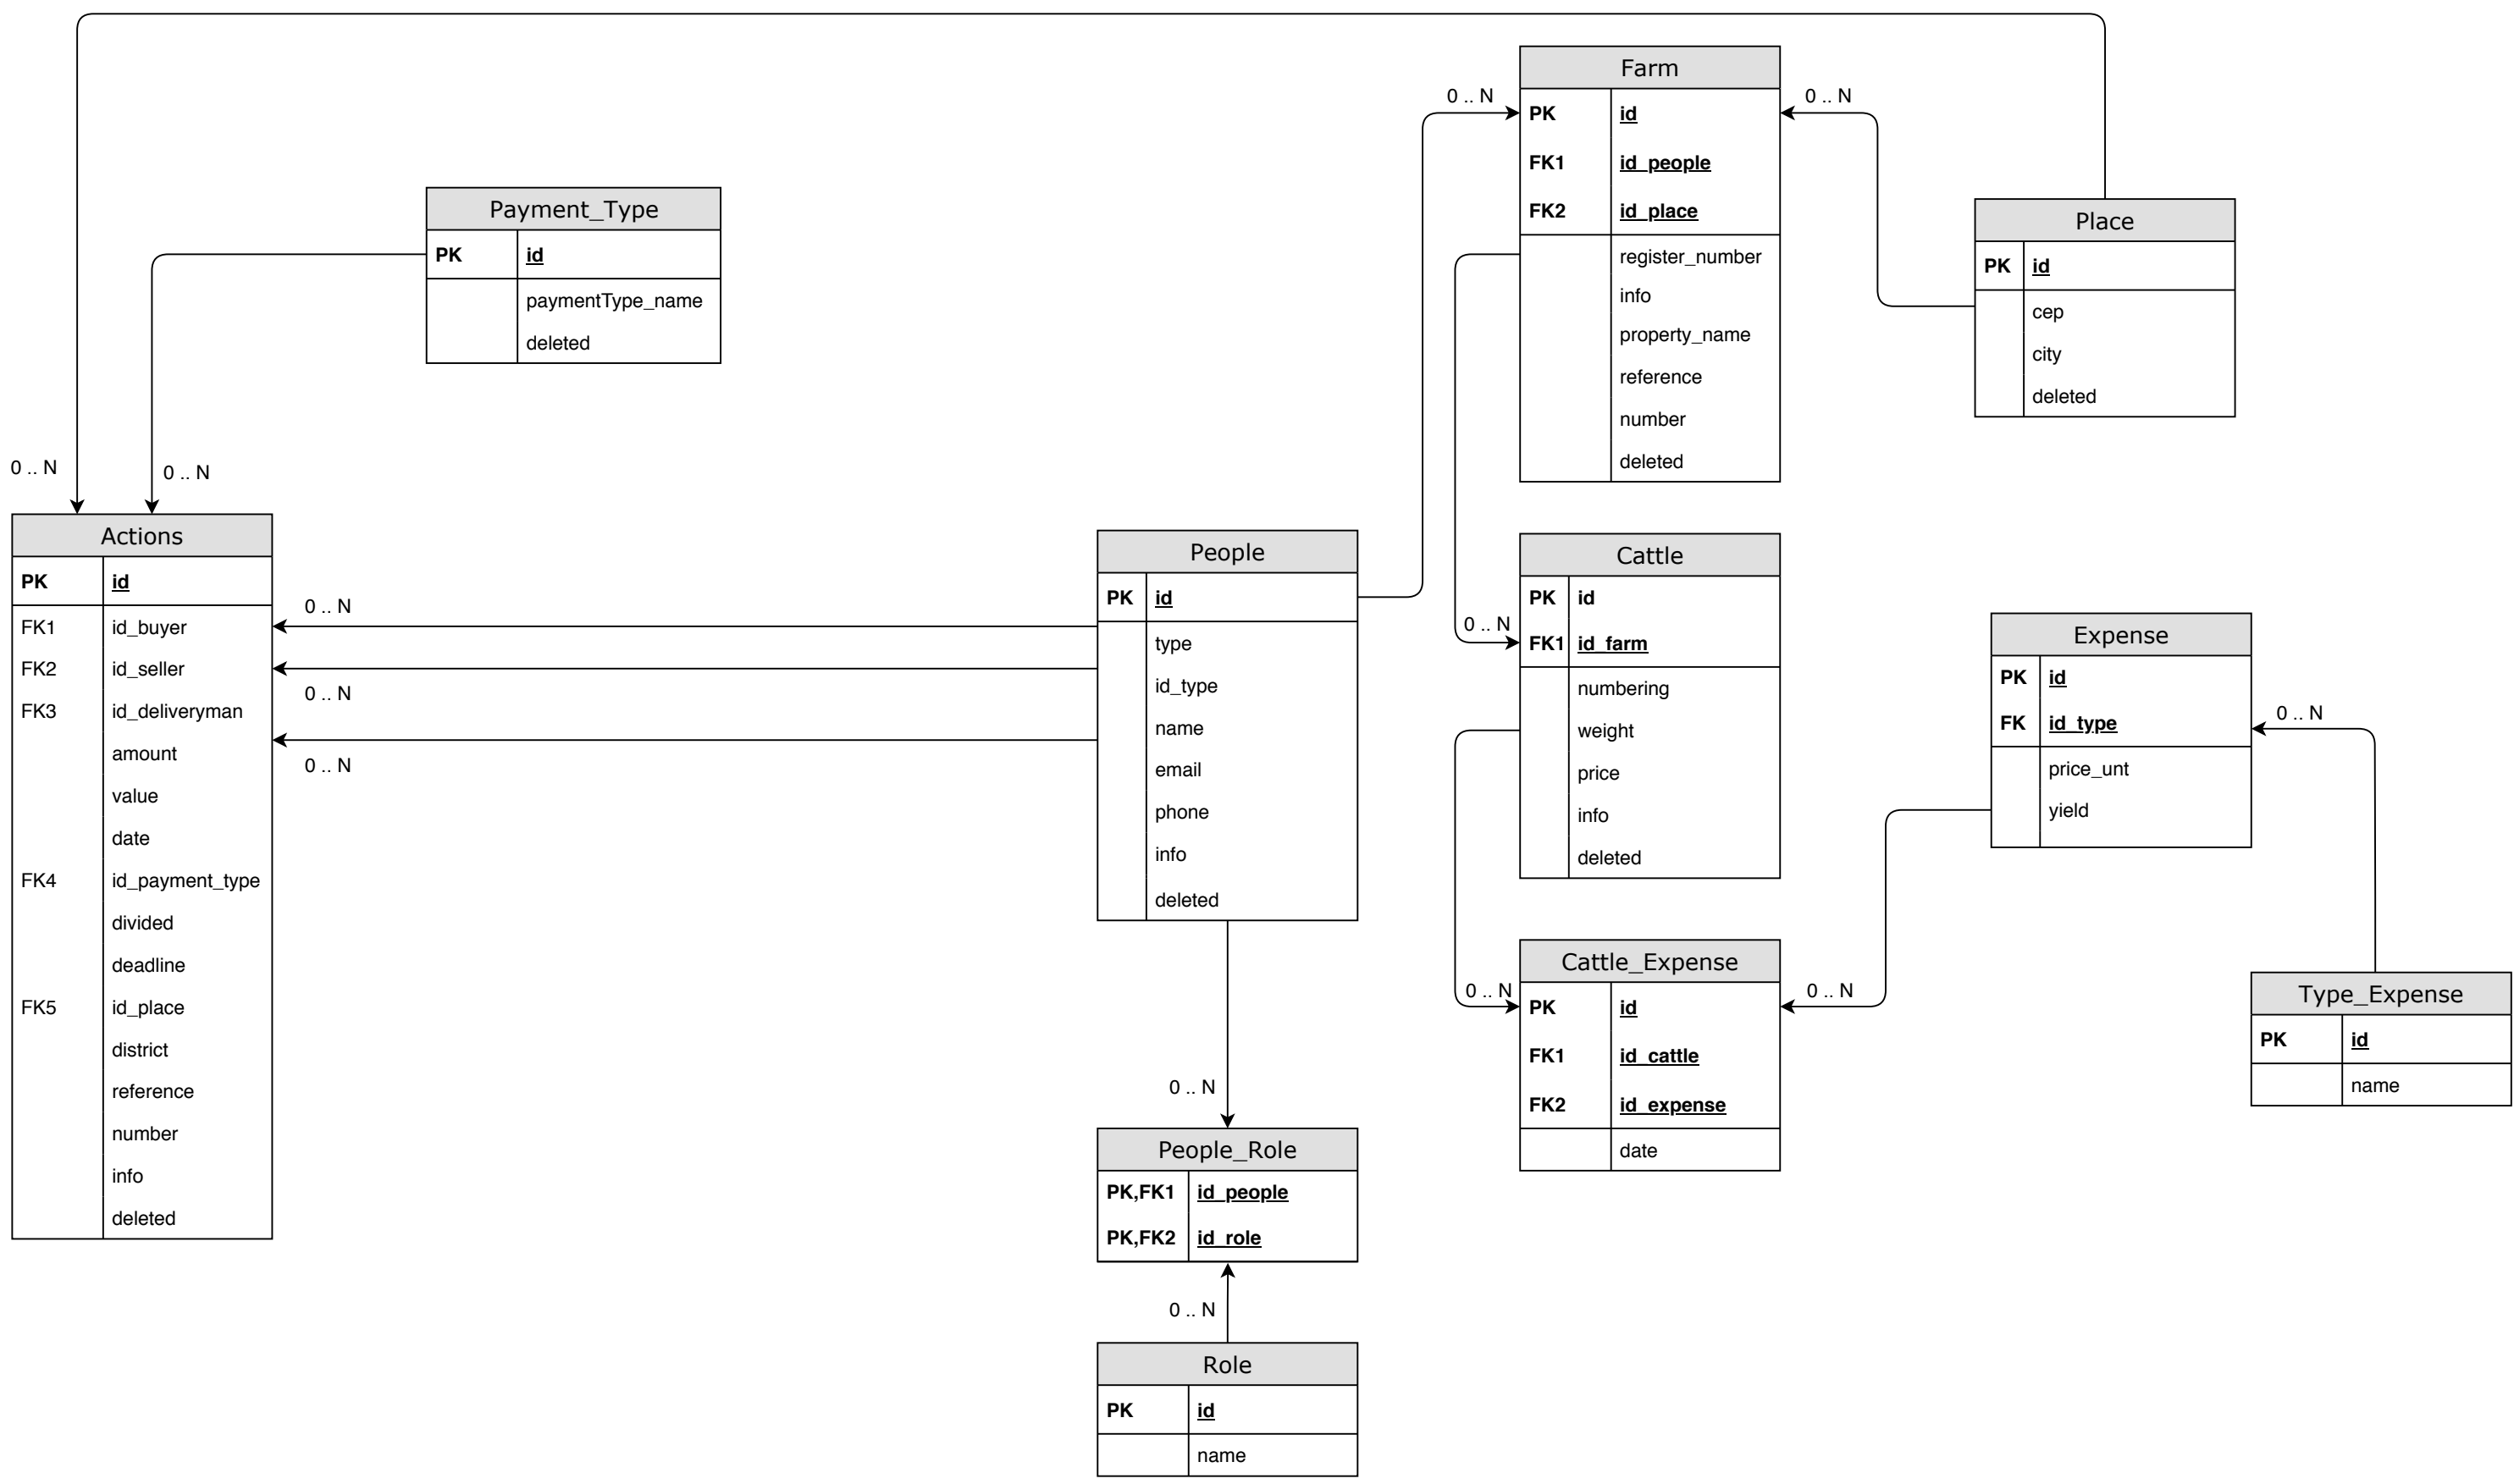 Farm
0 .. N
0 .. N
PK id
FK1 id_people
FK2 id_place
register_number
info
property_name
reference
number
deleted
Payment_Type
PK id
paymentType_name
deleted
Place
PK id
cep
city
deleted
0 .. N
0 .. N
Actions
PK id
FK1 id_buyer
FK2 id_seller
FK3 id_deliveryman
amount
value
date
FK4 id_payment_type
divided
deadline
FK5 id_place
district
reference
number
info
deleted
0 .. N
0 .. N
0 .. N
People
PK id
type
id_type
name
email
phone
info
deleted
Cattle
PK id
0 .. N
FK1 id_farm
numbering
weight
price
info
deleted
Expense
PK id
FK id_type
price_unt
yield
0 .. N
Cattle_Expense
0 .. N
0 .. N
PK id
FK1 id_cattle
FK2 id_expense
date
Type_Expense
PK id
name
0 .. N
People_Role
PK,FK1 id_people
PK,FK2 id_role
0 .. N
Role
PK id
name